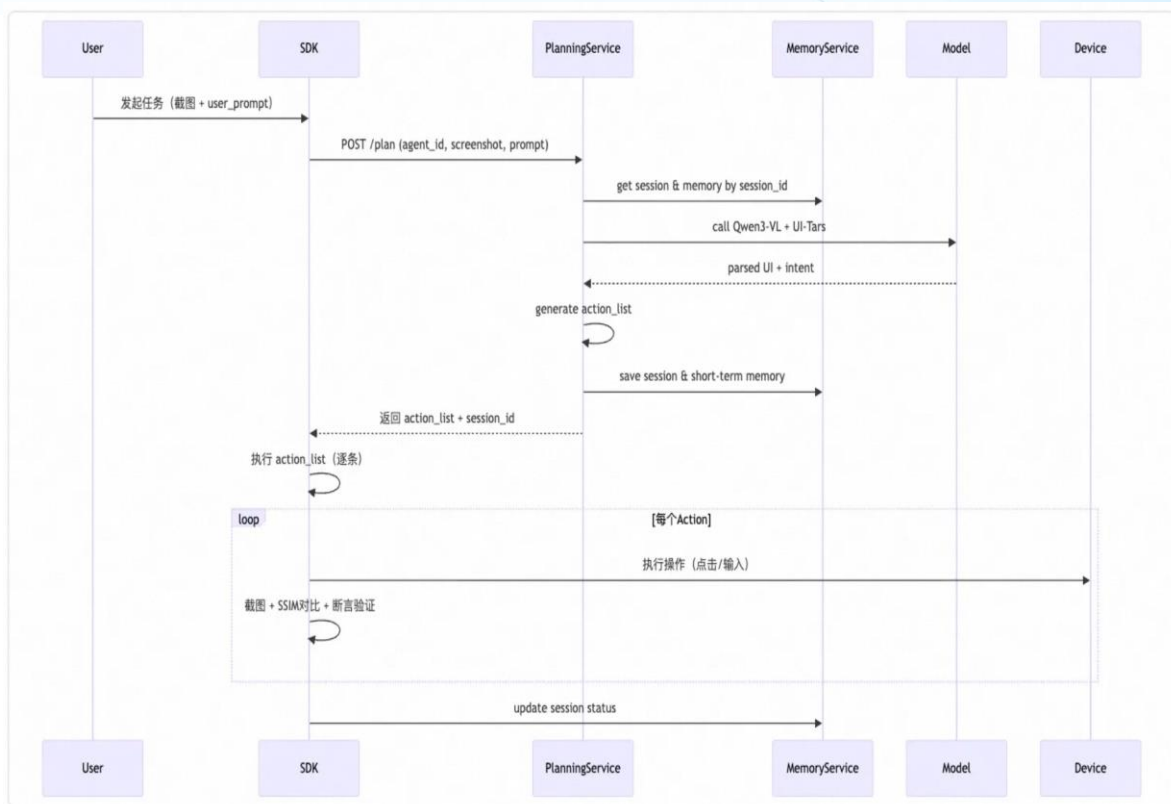 User
SDK
PlanningService
MemoryService
Model
Device
发起任务（截图 + user_prompt）
POST /plan (agent_id, screenshot, prompt)
get session & memory by session_id
call Qwen3-VL + UI-Tars
parsed UI + intent
generate action_list
save session & short-term memory
返回 action_list + session_id
执行 action_list（逐条）
loop
[每个Action]
执行操作（点击/输入）
截图 + SSIM对比 + 断言验证
update session status
User
SDK
PlanningService
MemoryService
Model
Device